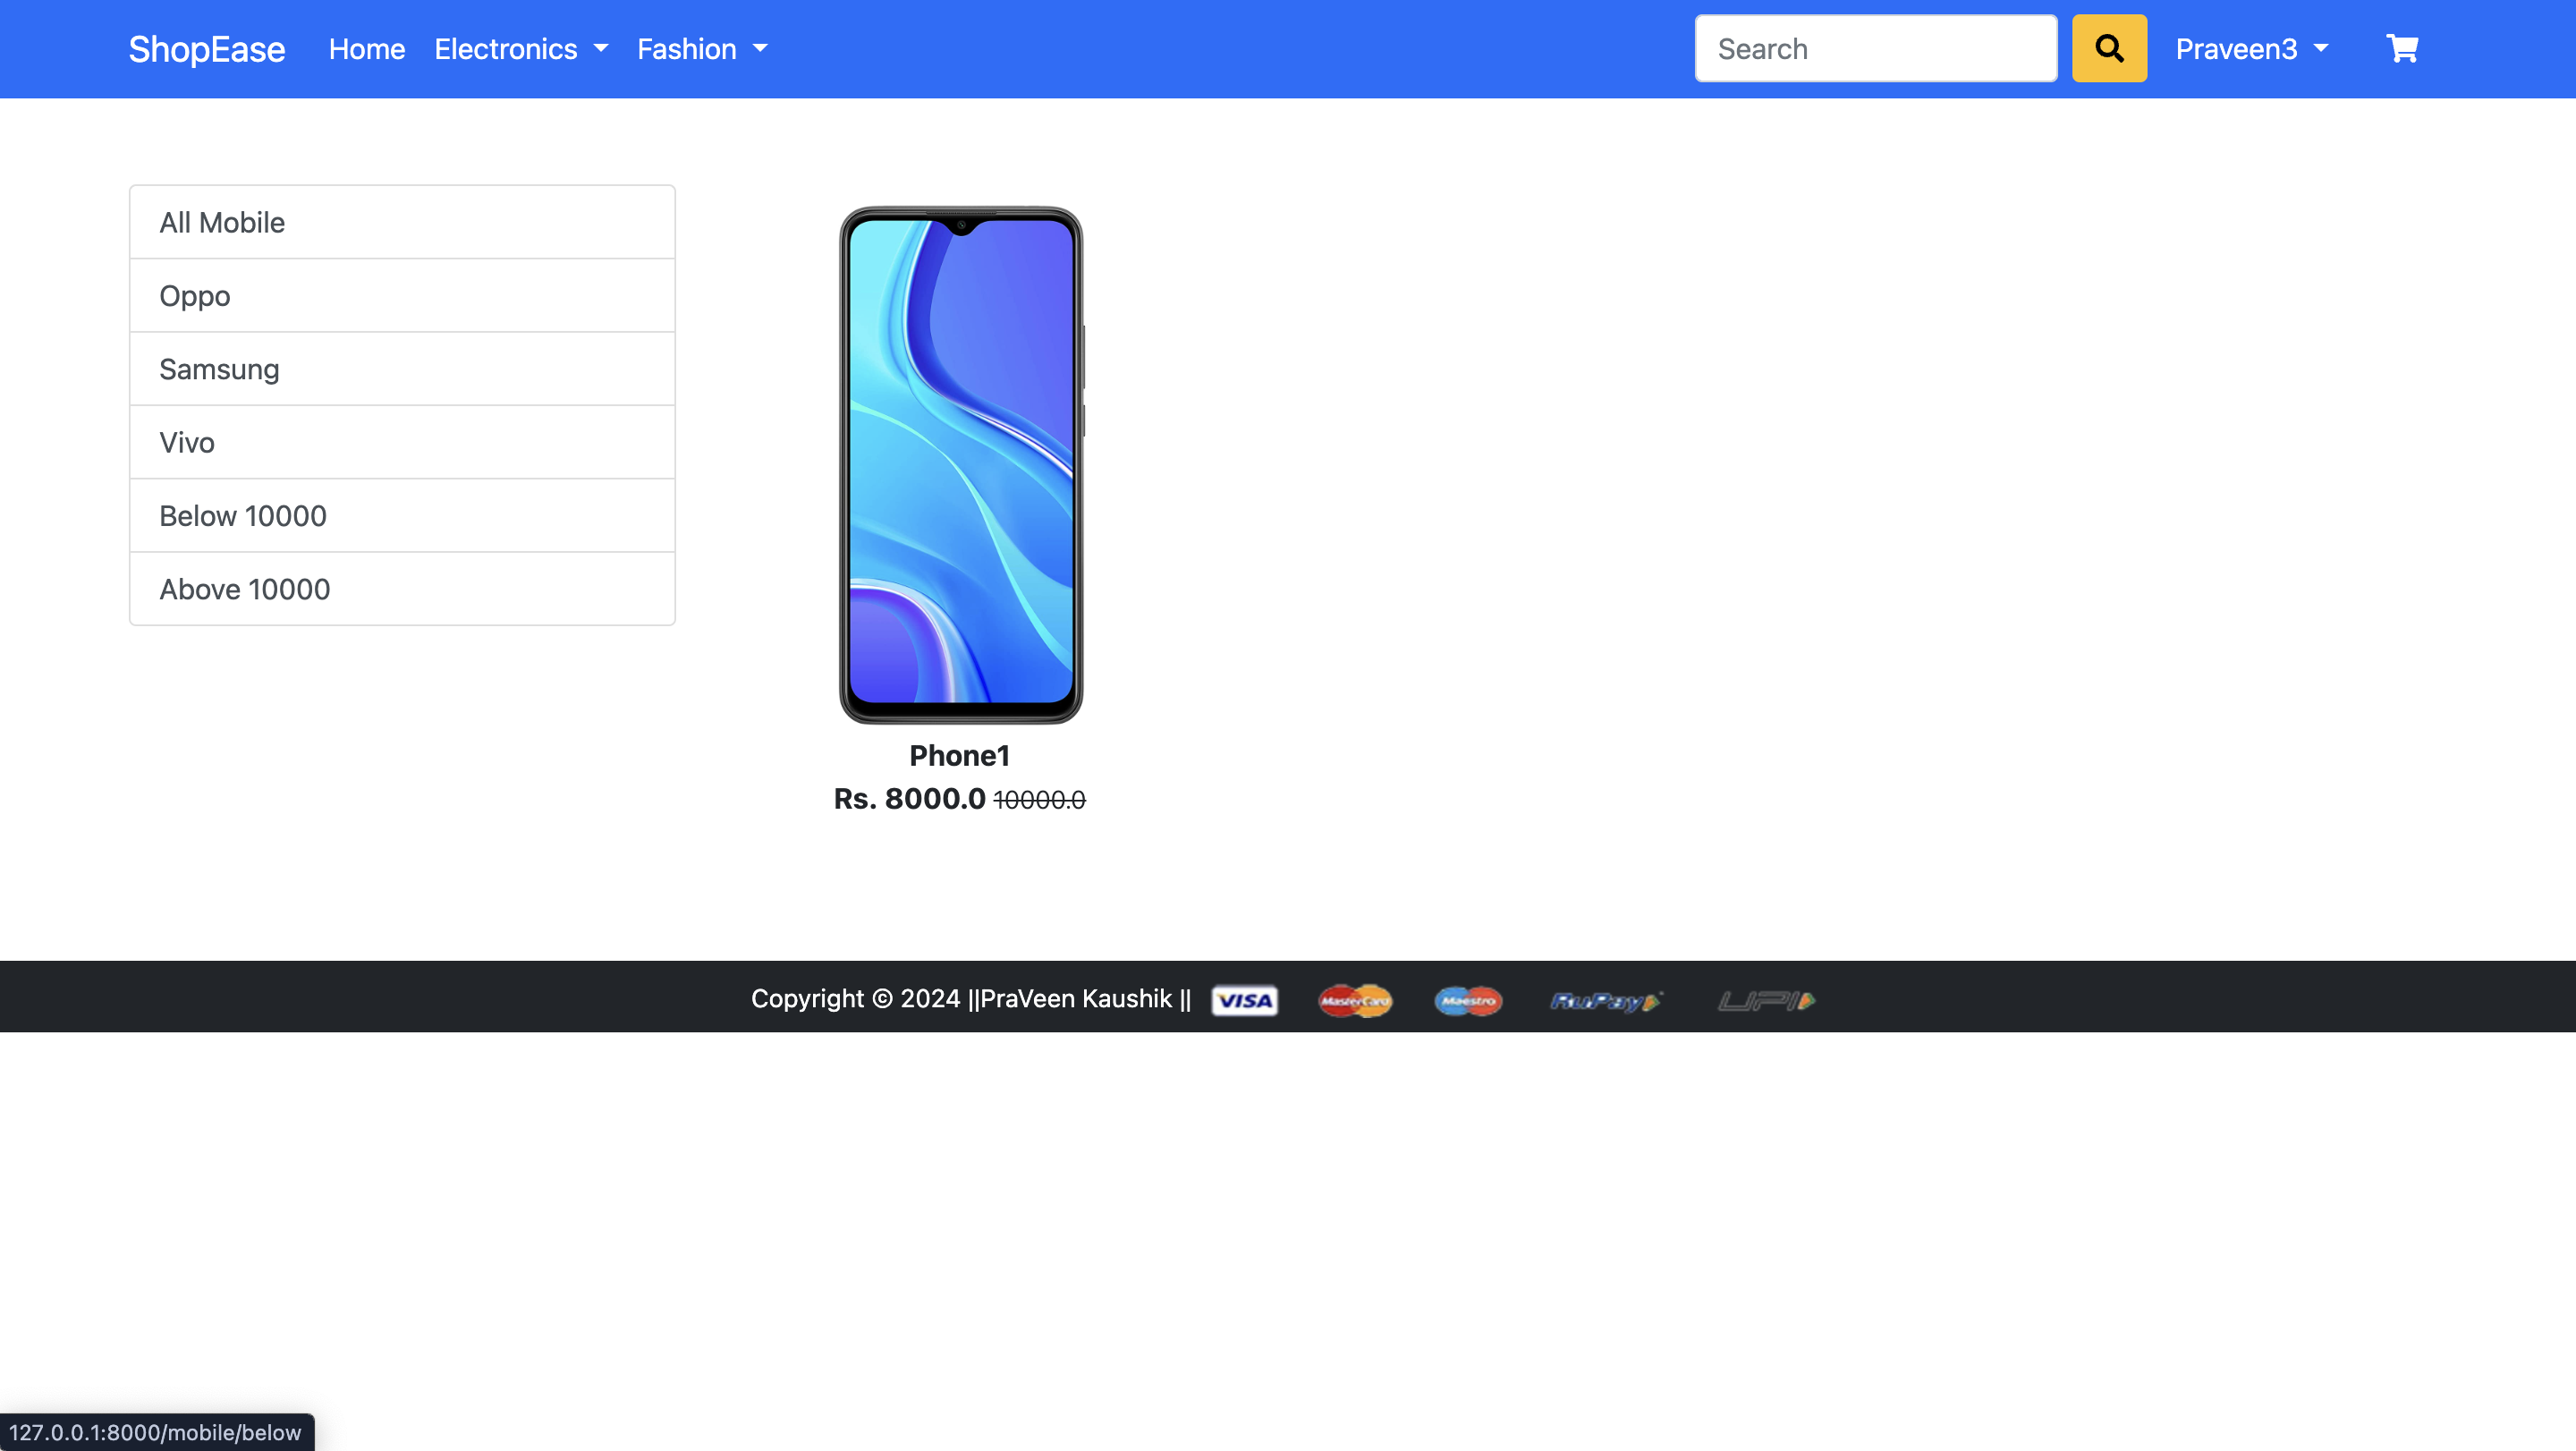 ShopEase Home Electronics Fashion Search Praveen3
All Mobile
Oppo
Samsung
Vivo
Below 10000
Above 10000
Phone1
Rs. 8000.0 10000.0
Copyright © 2024 ||PraVeen Kaushik || VISA MasterCard Maestro RuPay UPI
127.0.0.1:8000/mobile/below